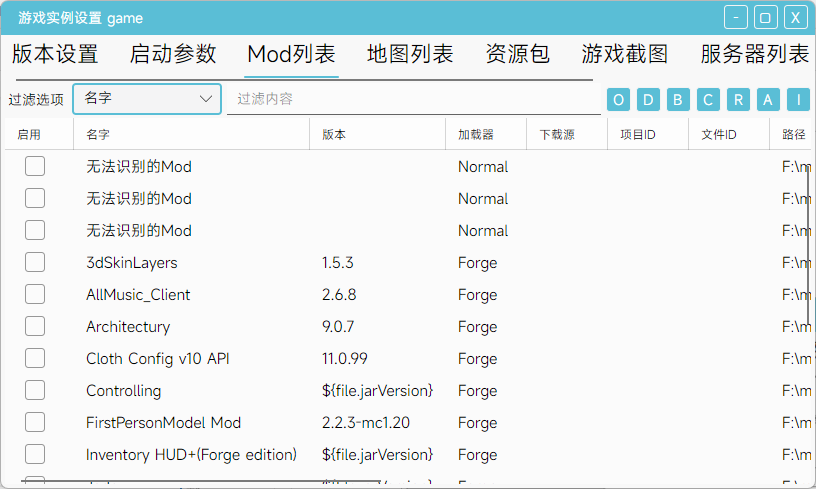 游戏实例设置 game
版本设置 启动参数 Mod列表 地图列表 资源包 游戏截图 服务器列表
过滤选项 名字 过滤内容 O D B C R A I
启用 名字 版本 加载器 下载源 项目ID 文件ID 路径
无法识别的Mod Normal F:\m
无法识别的Mod Normal F:\m
无法识别的Mod Normal F:\m
3dSkinLayers 1.5.3 Forge F:\m
AllMusic_Client 2.6.8 Forge F:\m
Architectury 9.0.7 Forge F:\m
Cloth Config v10 API 11.0.99 Forge F:\m
Controlling ${file.jarVersion} Forge F:\m
FirstPersonModel Mod 2.2.3-mc1.20 Forge F:\m
Inventory HUD+(Forge edition) ${file.jarVersion} Forge F:\m